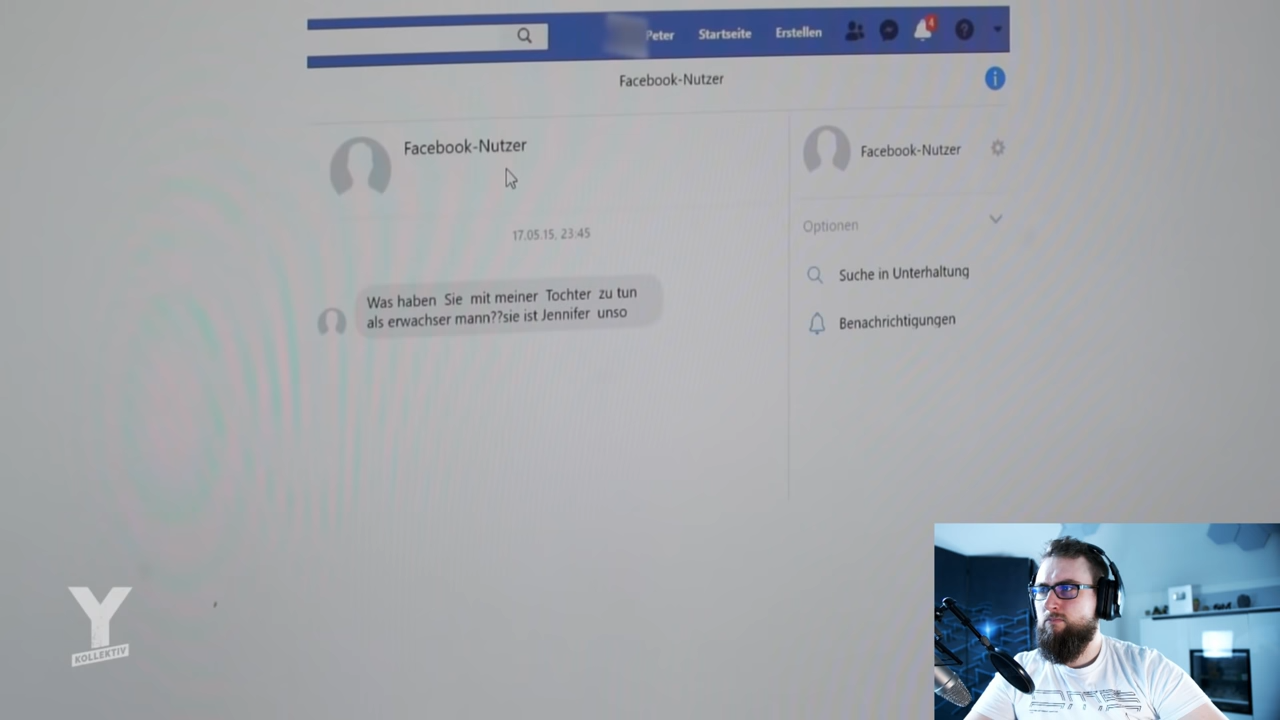 Peter Startseite Erstellen
4
Facebook-Nutzer
Facebook-Nutzer
17.05.15, 23:45
Was haben Sie mit meiner Tochter zu tun
als erwachser mann??sie ist Jennifer unso
Facebook-Nutzer
Optionen
Suche in Unterhaltung
Benachrichtigungen
Y
KOLLEKTIV